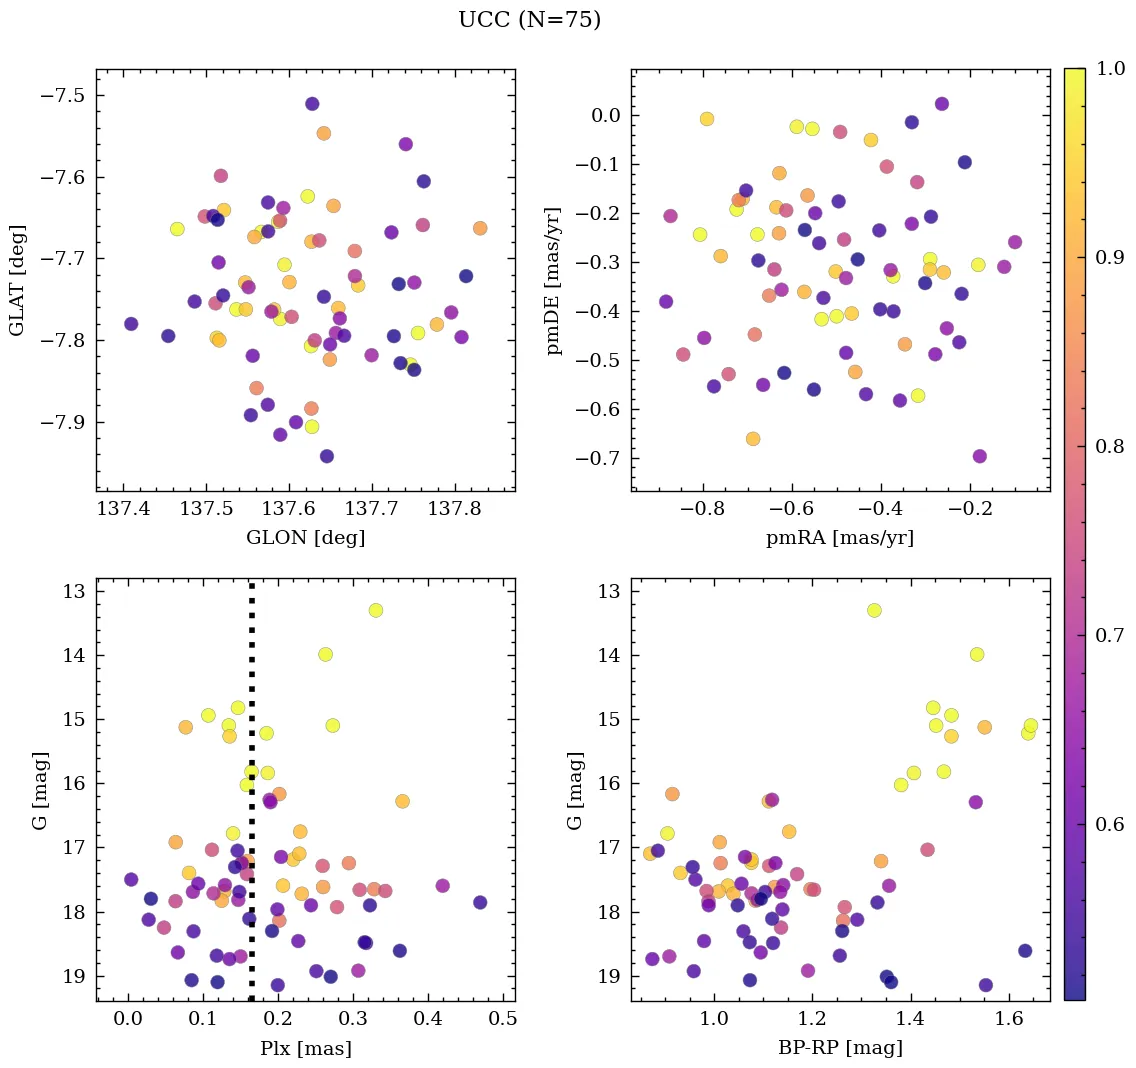 UCC (N=75)
−7.5
−7.6
−7.7
−7.8
−7.9
GLAT [deg]
137.4 137.5 137.6 137.7 137.8
GLON [deg]
0.0
−0.1
−0.2
−0.3
−0.4
−0.5
−0.6
−0.7
pmDE [mas/yr]
−0.8 −0.6 −0.4 −0.2
pmRA [mas/yr]
1.0
0.9
0.8
0.7
0.6
13
14
15
16
17
18
19
G [mag]
0.0 0.1 0.2 0.3 0.4 0.5
Plx [mas]
13
14
15
16
17
18
19
G [mag]
1.0 1.2 1.4 1.6
BP-RP [mag]